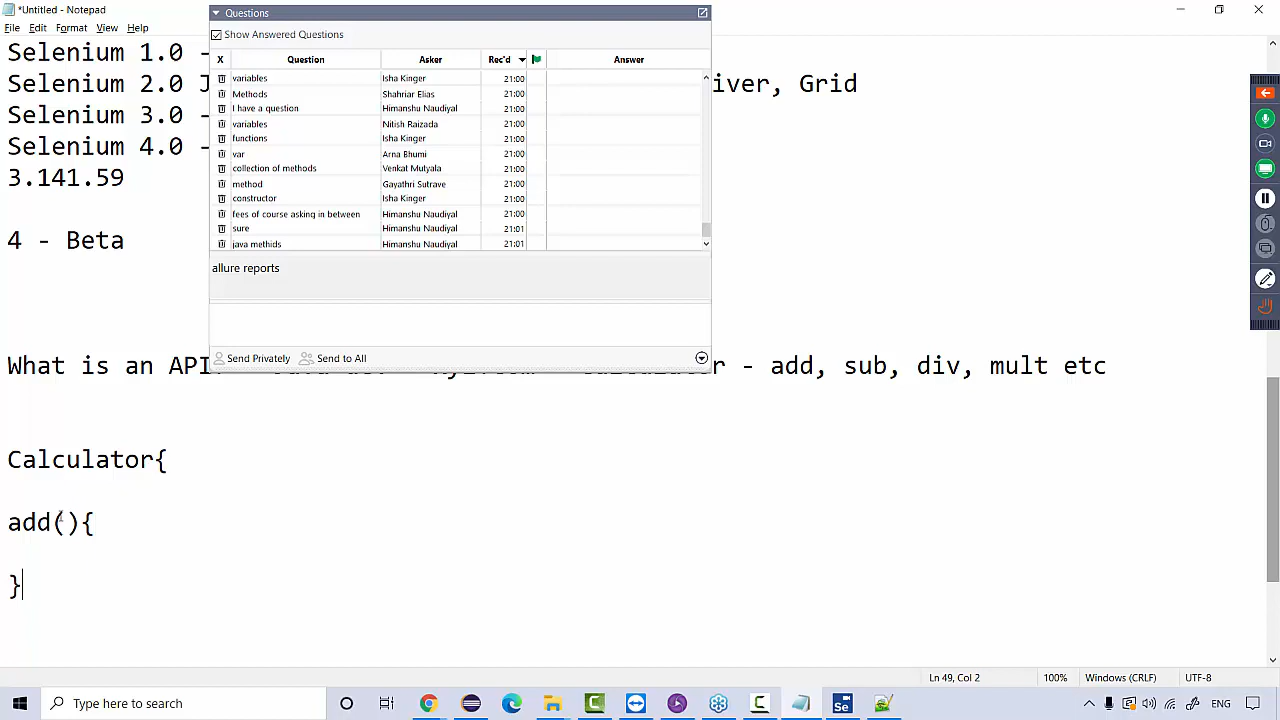 *Untitled - Notepad
File Edit Format View Help
Questions
Show Answered Questions
X Question Asker Rec'd Answer
variables Isha Kinger 21:00
Methods Shahriar Elias 21:00
I have a question Himanshu Naudiyal 21:00
variables Nitish Raizada 21:00
functions Isha Kinger 21:00
var Arna Bhumi 21:00
collection of methods Venkat Mutyala 21:00
method Gayathri Sutrave 21:00
constructor Isha Kinger 21:00
fees of course asking in between Himanshu Naudiyal 21:00
sure Himanshu Naudiyal 21:01
java methids Himanshu Naudiyal 21:01
allure reports
Send Privately Send to All
Selenium 1.0 -
Selenium 2.0 J iver, Grid
Selenium 3.0 -
Selenium 4.0 -
3.141.59
4 - Beta
What is an API - add, sub, div, mult etc
Calculator{
add(){
}
Ln 49, Col 2 100% Windows (CRLF) UTF-8
Type here to search
Se
ENG